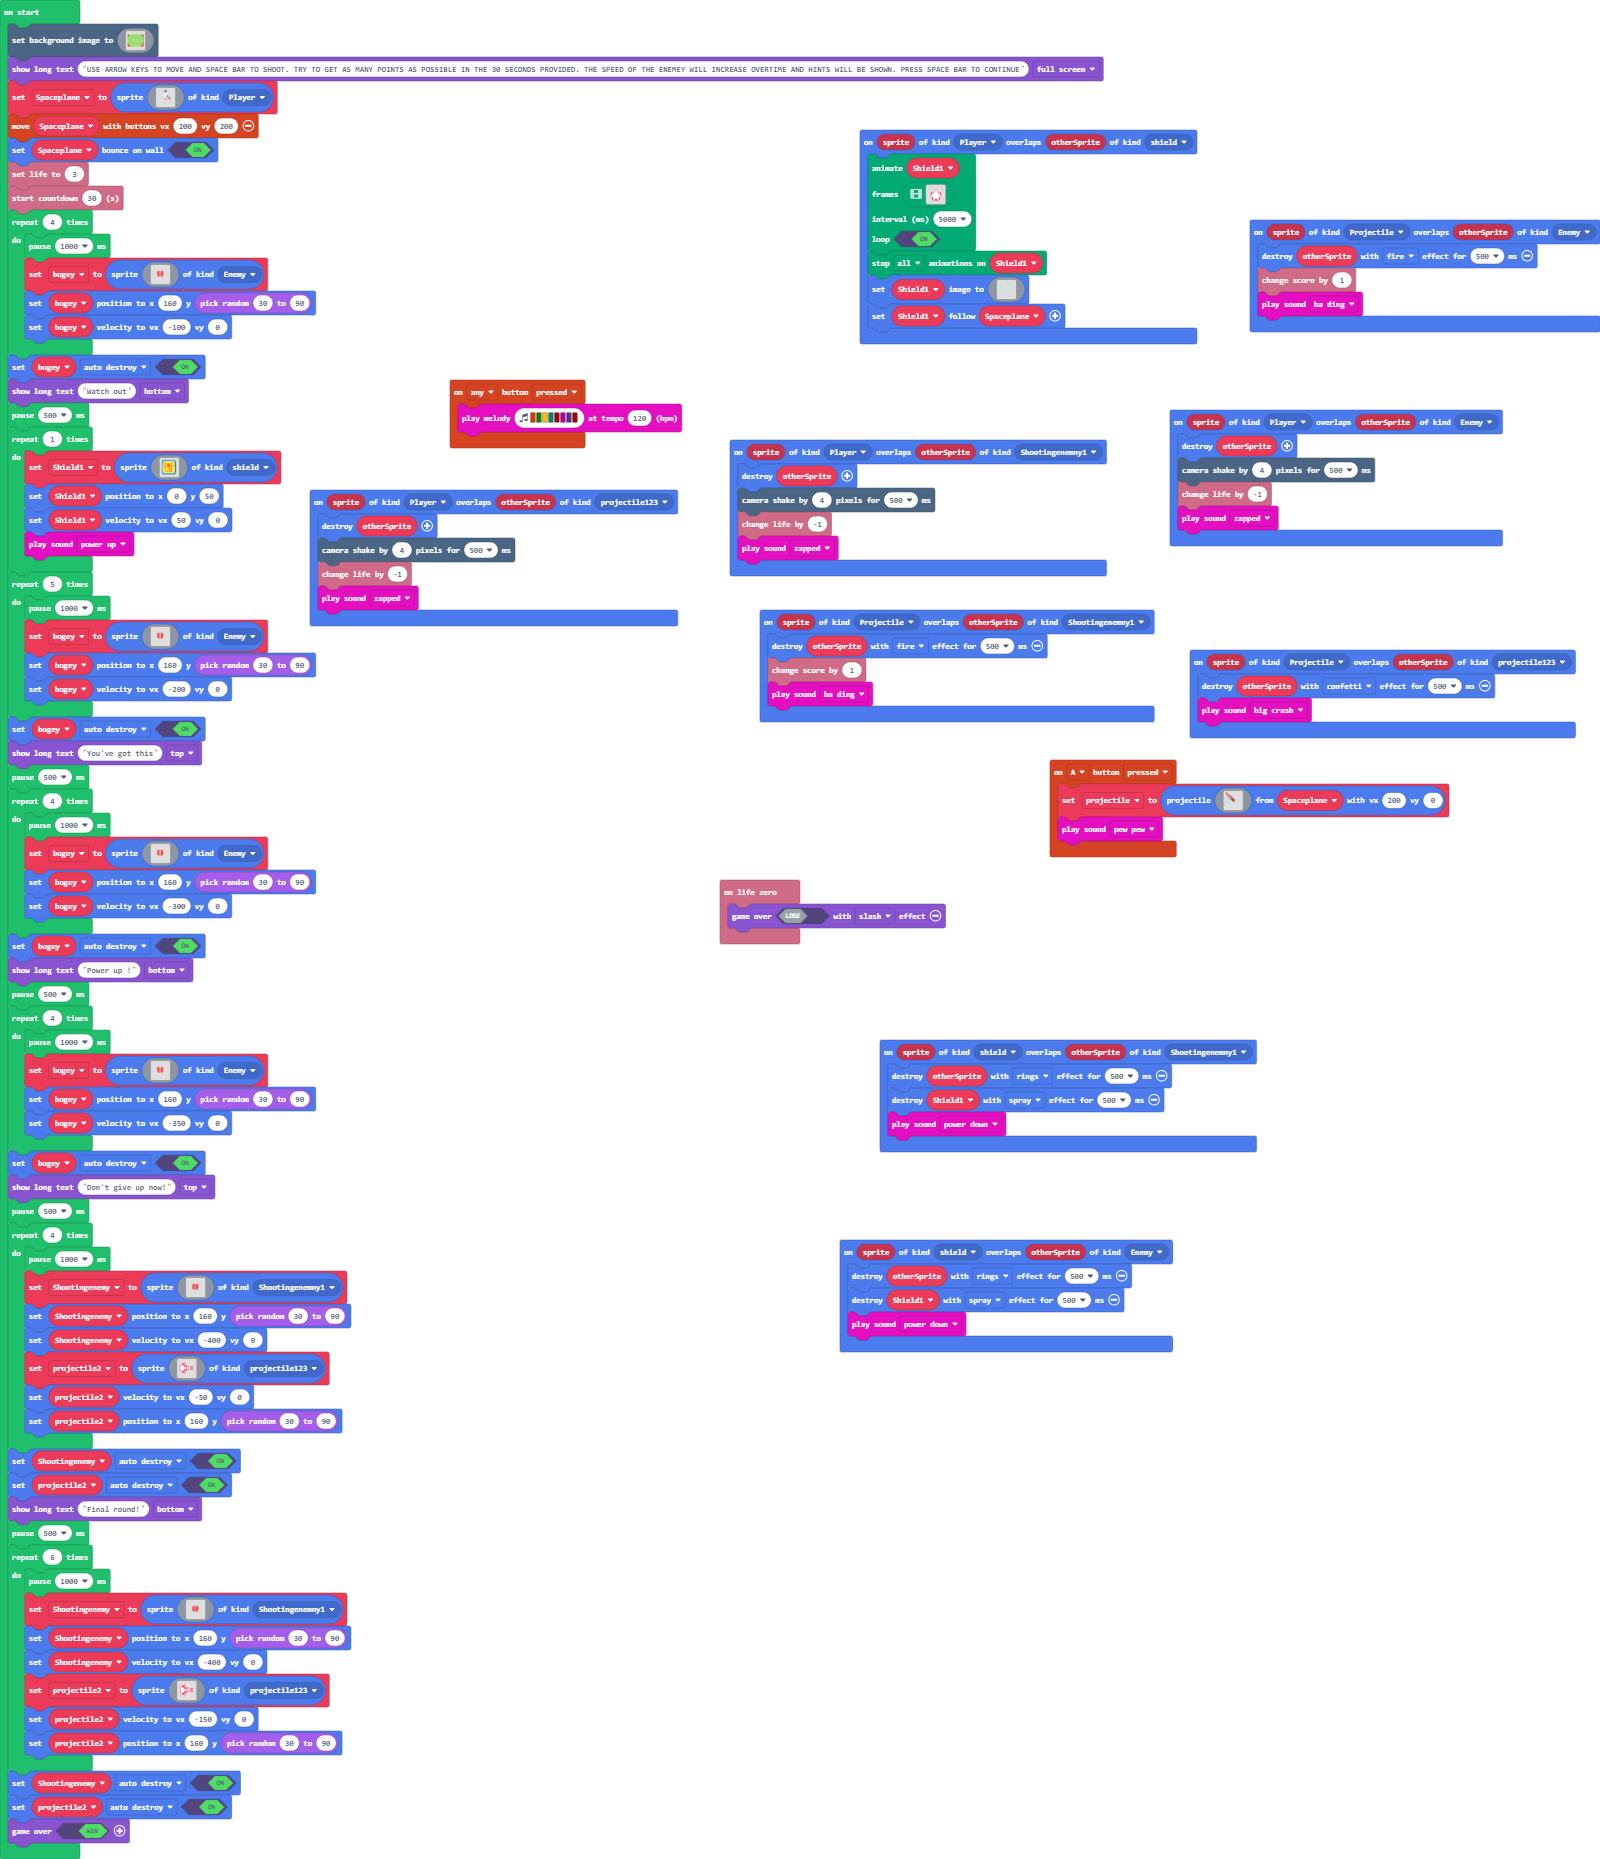 on start
set background image to
show long text "USE ARROW KEYS TO MOVE AND SPACE BAR TO SHOOT. TRY TO GET AS MANY POINTS AS POSSIBLE IN THE 30 SECONDS PROVIDED. THE SPEED OF THE ENEMEY WILL INCREASE OVERTIME AND HINTS WILL BE SHOWN. PRESS SPACE BAR TO CONTINUE" full screen
set Spaceplane to sprite of kind Player
move Spaceplane with buttons vx 200 vy 200
set Spaceplane bounce on wall ON
set life to 3
start countdown 30 (s)
repeat 4 times
do
pause 1000 ms
set bogey to sprite of kind Enemy
set bogey position to x 160 y pick random 30 to 90
set bogey velocity to vx -100 vy 0
set bogey auto destroy ON
show long text "Watch out" bottom
pause 500 ms
repeat 1 times
do
set Shield1 to sprite of kind shield
set Shield1 position to x 0 y 50
set Shield1 velocity to vx 50 vy 0
play sound power up
repeat 5 times
do
pause 1000 ms
set bogey to sprite of kind Enemy
set bogey position to x 160 y pick random 30 to 90
set bogey velocity to vx -200 vy 0
set bogey auto destroy ON
show long text "You've got this" top
pause 500 ms
repeat 4 times
do
pause 1000 ms
set bogey to sprite of kind Enemy
set bogey position to x 160 y pick random 30 to 90
set bogey velocity to vx -300 vy 0
set bogey auto destroy ON
show long text "Power up !" bottom
pause 500 ms
repeat 4 times
do
pause 1000 ms
set bogey to sprite of kind Enemy
set bogey position to x 160 y pick random 30 to 90
set bogey velocity to vx -350 vy 0
set bogey auto destroy ON
show long text "Don't give up now!" top
pause 500 ms
repeat 4 times
do
pause 1000 ms
set Shootingenemy to sprite of kind Shootingenemny1
set Shootingenemy position to x 160 y pick random 30 to 90
set Shootingenemy velocity to vx -400 vy 0
set projectile2 to sprite of kind projectile123
set projectile2 velocity to vx -50 vy 0
set projectile2 position to x 160 y pick random 30 to 90
set Shootingenemy auto destroy ON
set projectile2 auto destroy ON
show long text "Final round!" bottom
pause 500 ms
repeat 6 times
do
pause 1000 ms
set Shootingenemy to sprite of kind Shootingenemny1
set Shootingenemy position to x 160 y pick random 30 to 90
set Shootingenemy velocity to vx -400 vy 0
set projectile2 to sprite of kind projectile123
set projectile2 velocity to vx -150 vy 0
set projectile2 position to x 160 y pick random 30 to 90
set Shootingenemy auto destroy ON
set projectile2 auto destroy ON
game over WIN
on sprite of kind Player overlaps otherSprite of kind projectile123
destroy otherSprite
camera shake by 4 pixels for 500 ms
change life by -1
play sound zapped
on any button pressed
play melody at tempo 120 (bpm)
on sprite of kind Player overlaps otherSprite of kind shield
animate Shield1
frames
interval (ms) 5000
loop ON
stop all animations on Shield1
set Shield1 image to
set Shield1 follow Spaceplane
on sprite of kind Projectile overlaps otherSprite of kind Enemy
destroy otherSprite with fire effect for 500 ms
change score by 1
play sound ba ding
on sprite of kind Player overlaps otherSprite of kind Shootingenemny1
destroy otherSprite
camera shake by 4 pixels for 500 ms
change life by -1
play sound zapped
on sprite of kind Player overlaps otherSprite of kind Enemy
destroy otherSprite
camera shake by 4 pixels for 500 ms
change life by -1
play sound zapped
on sprite of kind Projectile overlaps otherSprite of kind Shootingenemny1
destroy otherSprite with fire effect for 500 ms
change score by 1
play sound ba ding
on sprite of kind Projectile overlaps otherSprite of kind projectile123
destroy otherSprite with confetti effect for 500 ms
play sound big crash
on A button pressed
set projectile to projectile from Spaceplane with vx 200 vy 0
play sound pew pew
on life zero
game over LOSE with slash effect
on sprite of kind shield overlaps otherSprite of kind Shootingenemny1
destroy otherSprite with rings effect for 500 ms
destroy Shield1 with spray effect for 500 ms
play sound power down
on sprite of kind shield overlaps otherSprite of kind Enemy
destroy otherSprite with rings effect for 500 ms
destroy Shield1 with spray effect for 500 ms
play sound power down